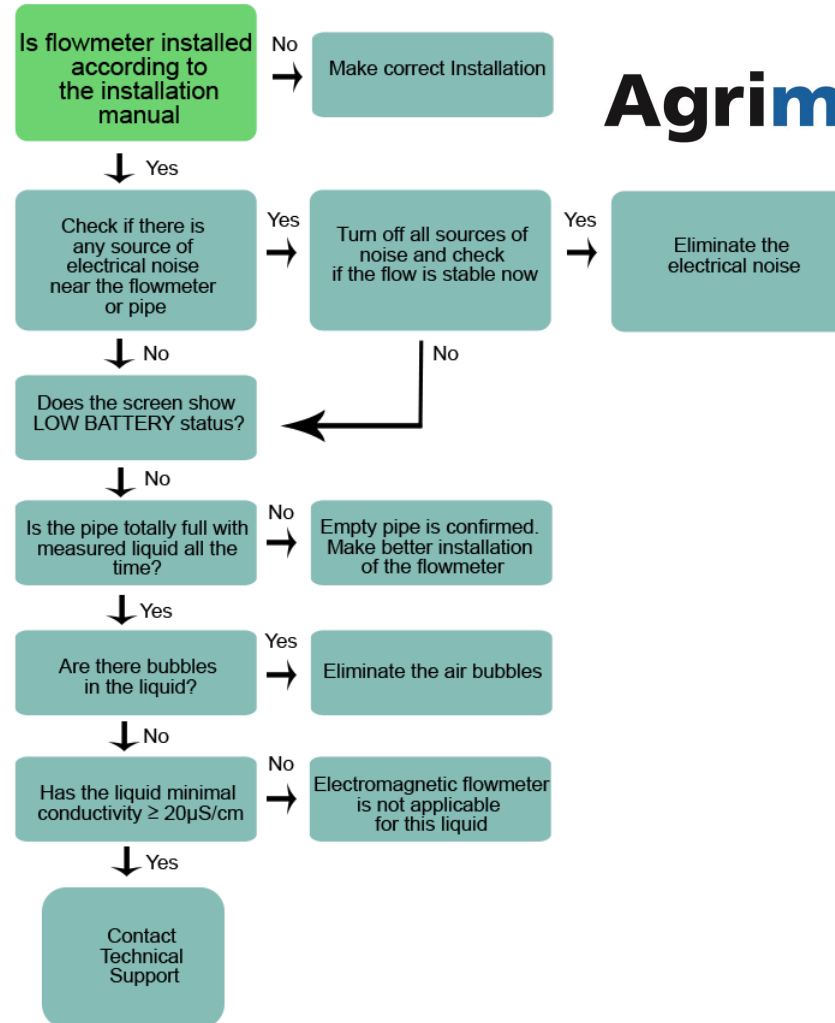 Is flowmeter installed
according to
the installation
manual
No
Make correct Installation
Agrim
Yes
Check if there is
any source of
electrical noise
near the flowmeter
or pipe
Yes
Turn off all sources of
noise and check
if the flow is stable now
Yes
Eliminate the
electrical noise
No
No
Does the screen show
LOW BATTERY status?
No
Is the pipe totally full with
measured liquid all the
time?
No
Empty pipe is confirmed.
Make better installation
of the flowmeter
Yes
Are there bubbles
in the liquid?
Yes
Eliminate the air bubbles
No
Has the liquid minimal
conductivity ≥ 20µS/cm
No
Electromagnetic flowmeter
is not applicable
for this liquid
Yes
Contact
Technical
Support